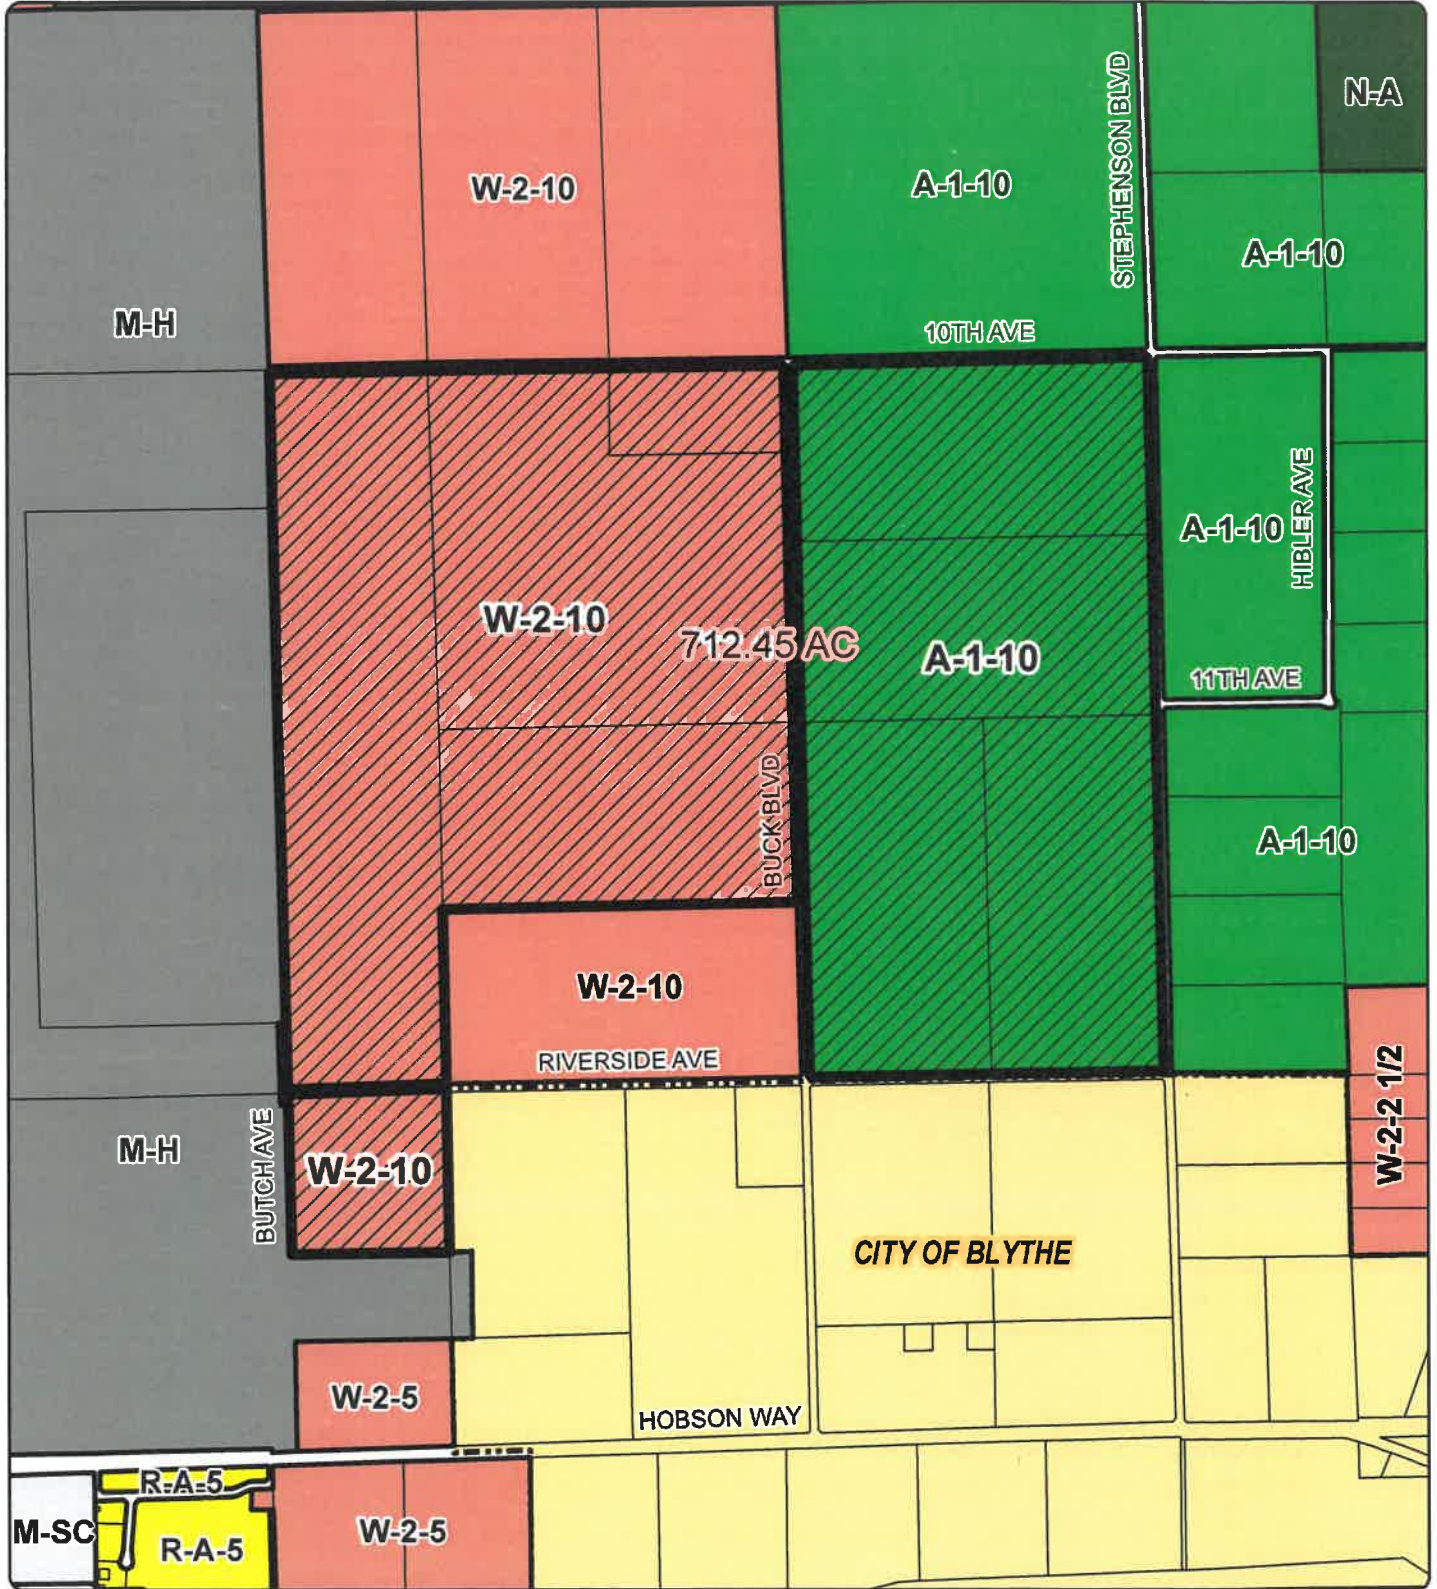 N-A
STEPHENSON BLVD
W-2-10
A-1-10
A-1-10
M-H
10TH AVE
A-1-10
HIBLER AVE
W-2-10
712.45 AC
A-1-10
11TH AVE
BUCK BLVD
A-1-10
W-2-10
RIVERSIDE AVE
W-2-2 1/2
M-H
BUTCH AVE
W-2-10
CITY OF BLYTHE
W-2-5
HOBSON WAY
R-A-5
M-SC
R-A-5
W-2-5